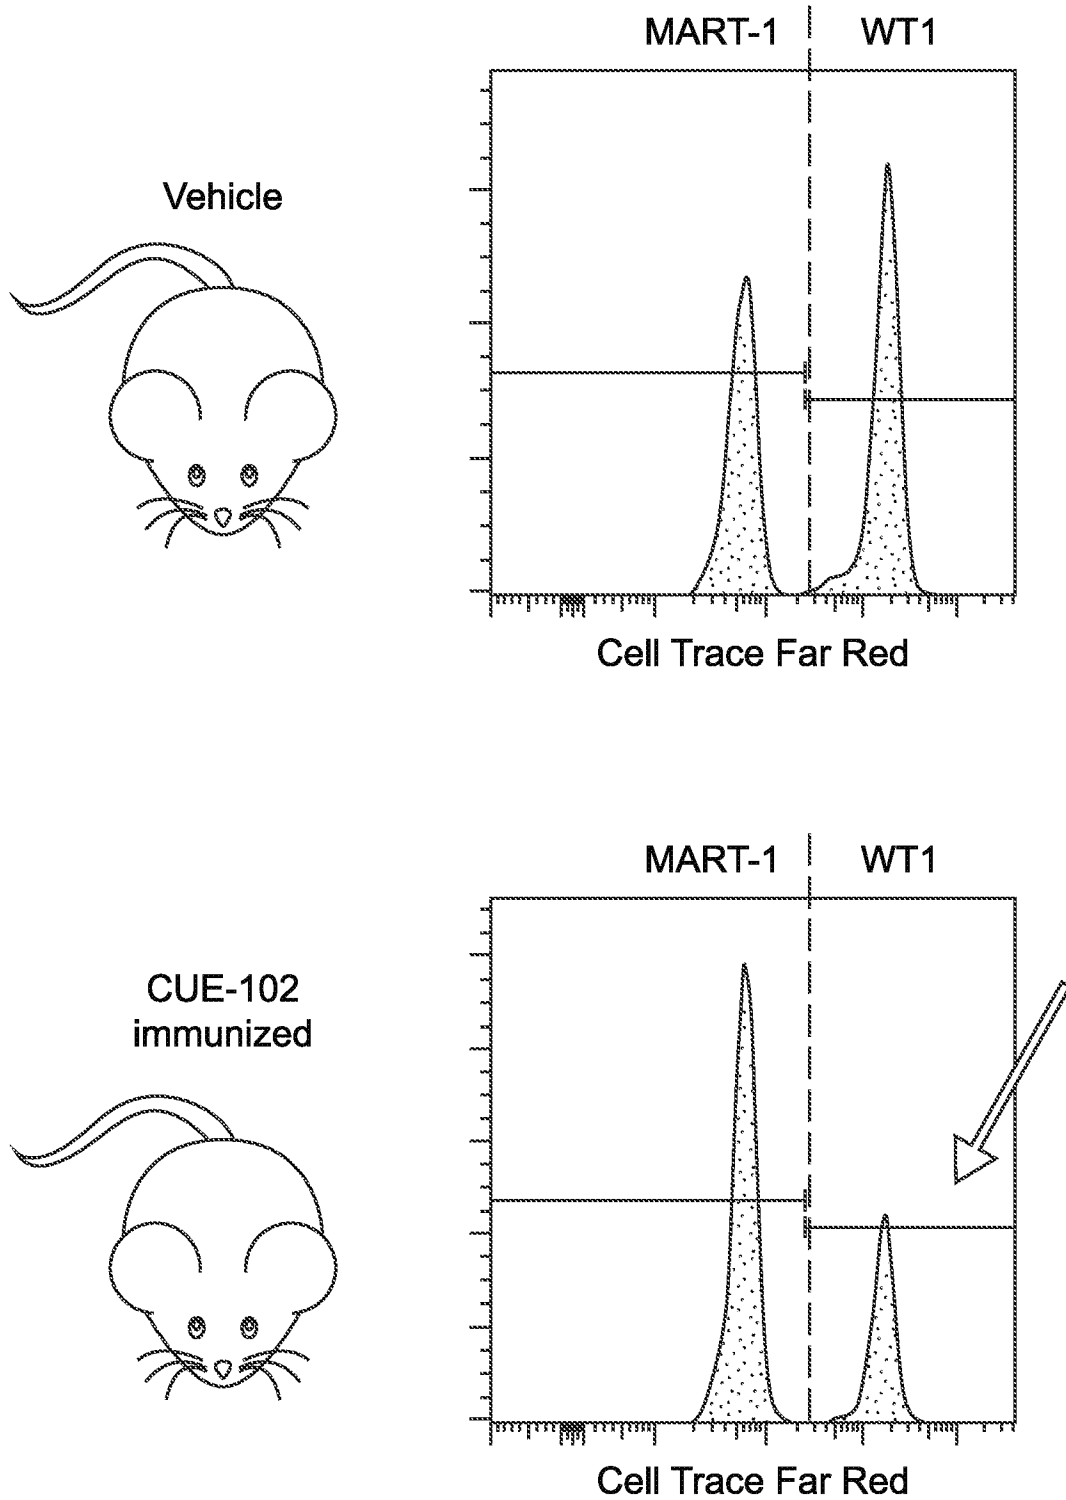 MART-1 WT1
Vehicle
Cell Trace Far Red
MART-1 WT1
CUE-102
immunized
Cell Trace Far Red